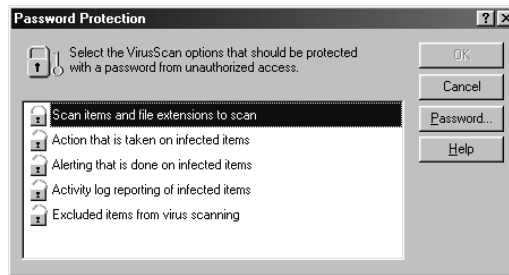 Password Protection
Select the VirusScan options that should be protected
with a password from unauthorized access.
OK
Cancel
Password...
Help
Scan items and file extensions to scan
Action that is taken on infected items
Alerting that is done on infected items
Activity log reporting of infected items
Excluded items from virus scanning